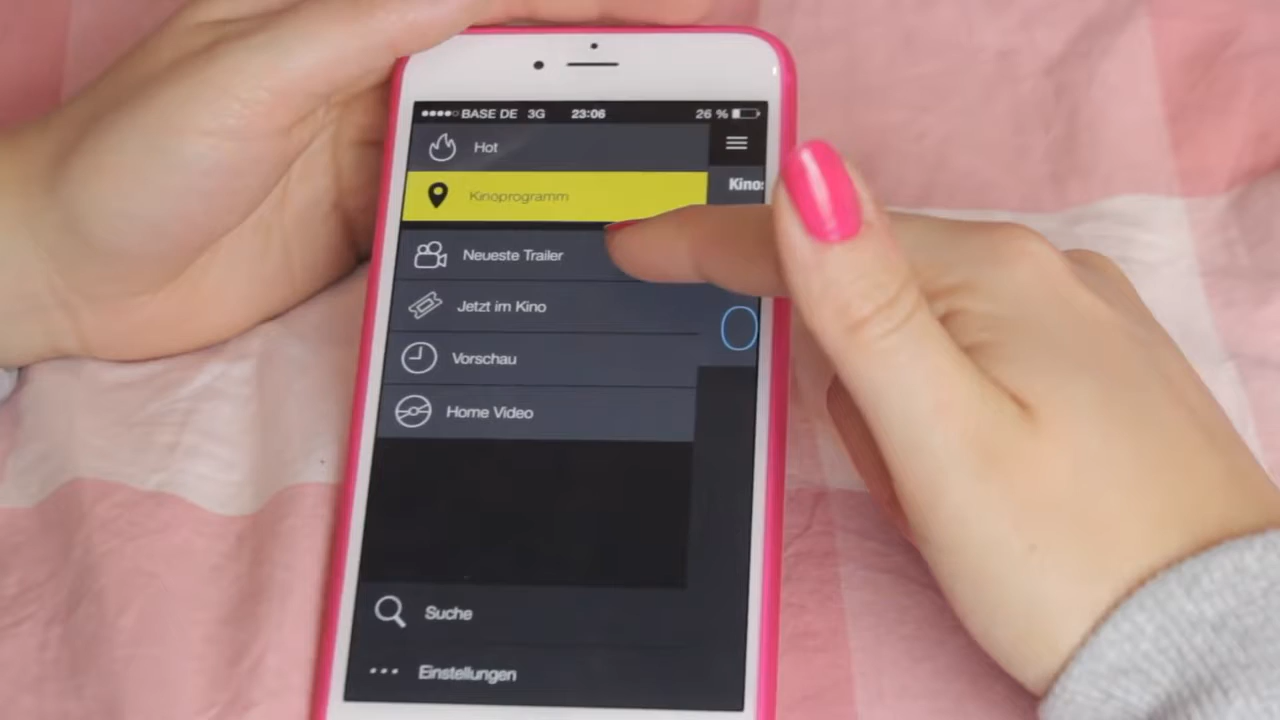 BASE DE 3G 23:06 26 %
Hot
Kinoprogramm
Kino
Neueste Trailer
Jetzt im Kino
Vorschau
Home Video
Suche
Einstellungen